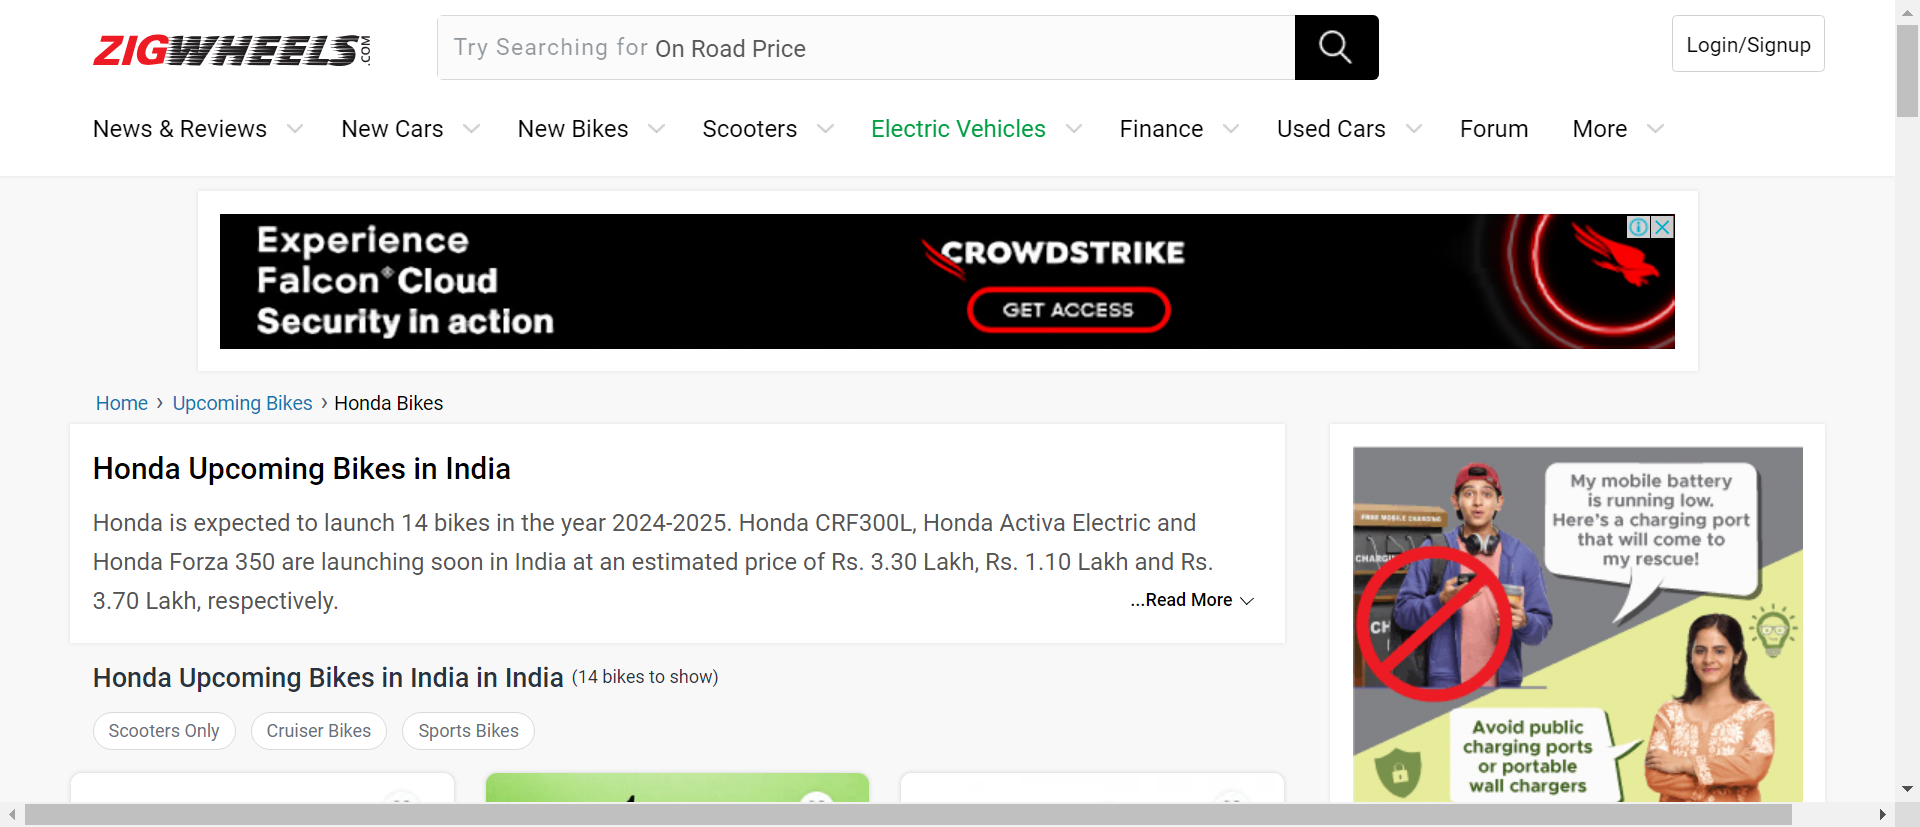 ZIGWHEELS.COM
Try Searching for On Road Price
Login/Signup
News & Reviews New Cars New Bikes Scooters Electric Vehicles Finance Used Cars Forum More
Experience
Falcon® Cloud
Security in action
CROWDSTRIKE
GET ACCESS
Home › Upcoming Bikes › Honda Bikes
Honda Upcoming Bikes in India
Honda is expected to launch 14 bikes in the year 2024-2025. Honda CRF300L, Honda Activa Electric and
Honda Forza 350 are launching soon in India at an estimated price of Rs. 3.30 Lakh, Rs. 1.10 Lakh and Rs.
3.70 Lakh, respectively.
...Read More
Honda Upcoming Bikes in India in India (14 bikes to show)
Scooters Only Cruiser Bikes Sports Bikes
My mobile battery
is running low.
Here's a charging port
that will come to
my rescue!
FREE MOBILE CHARGING
Avoid public
charging ports
or portable
wall chargers